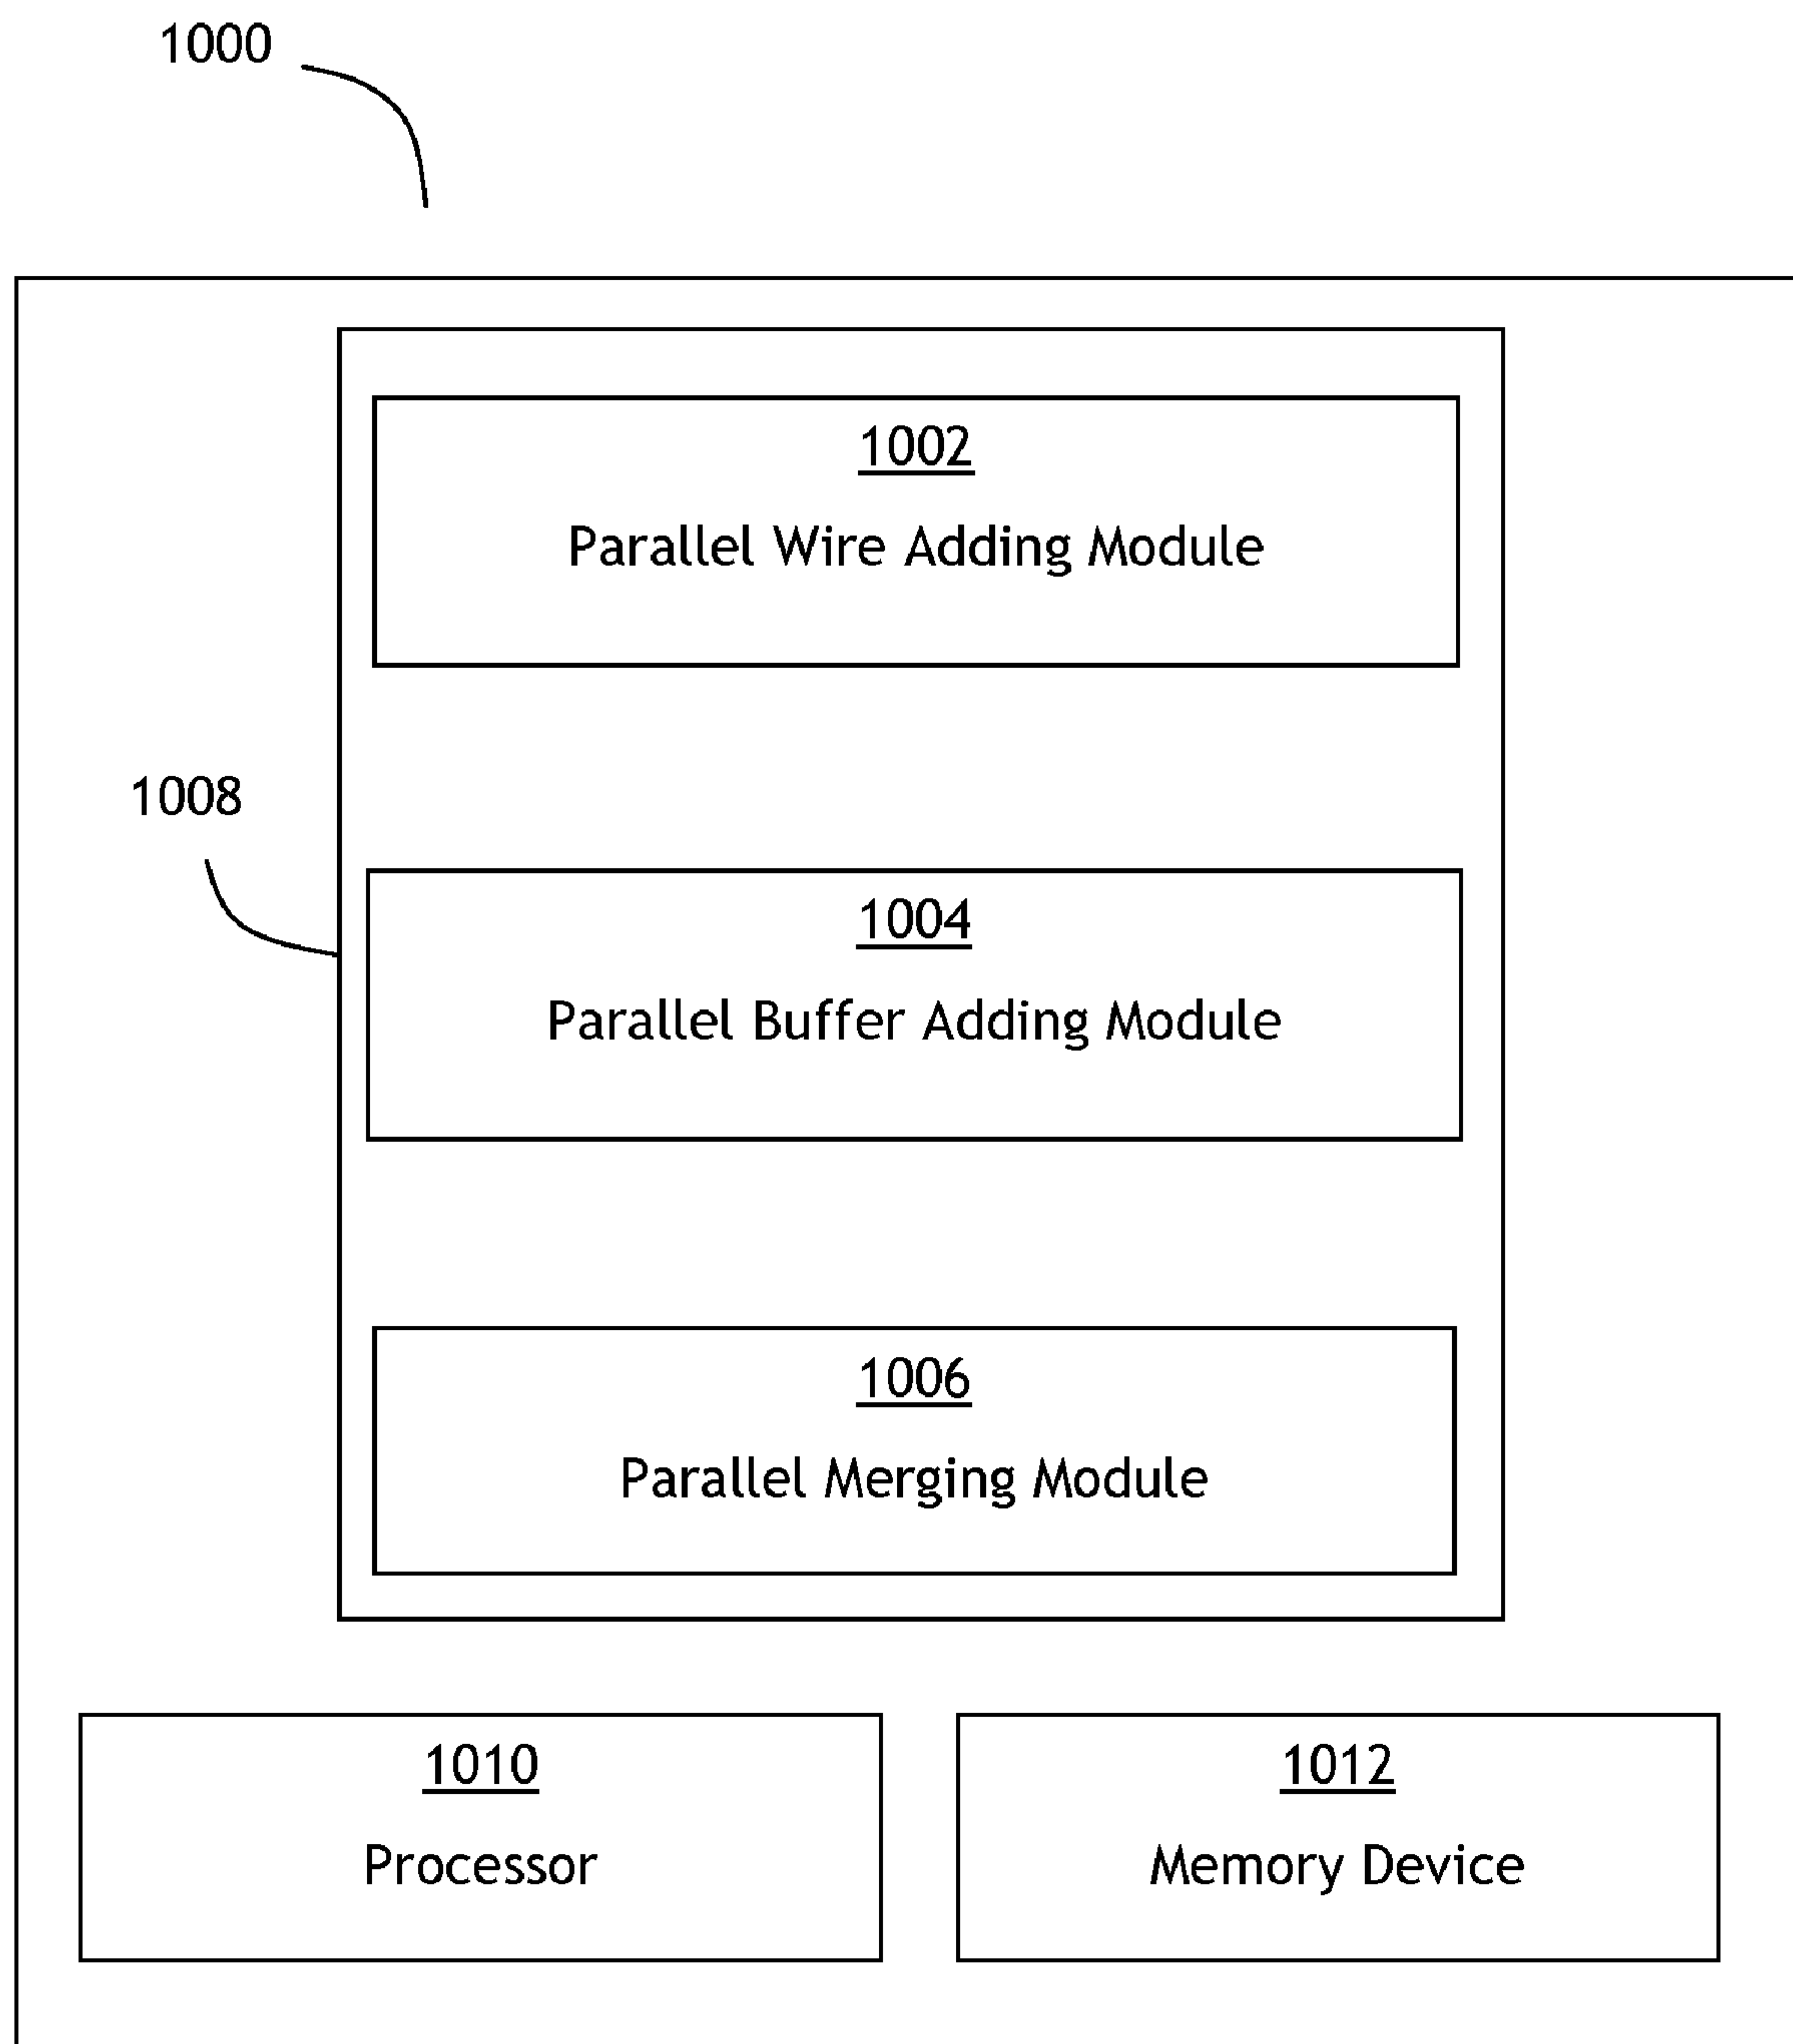 1000
1002
Parallel Wire Adding Module
1008
1004
Parallel Buffer Adding Module
1006
Parallel Merging Module
1010
Processor
1012
Memory Device